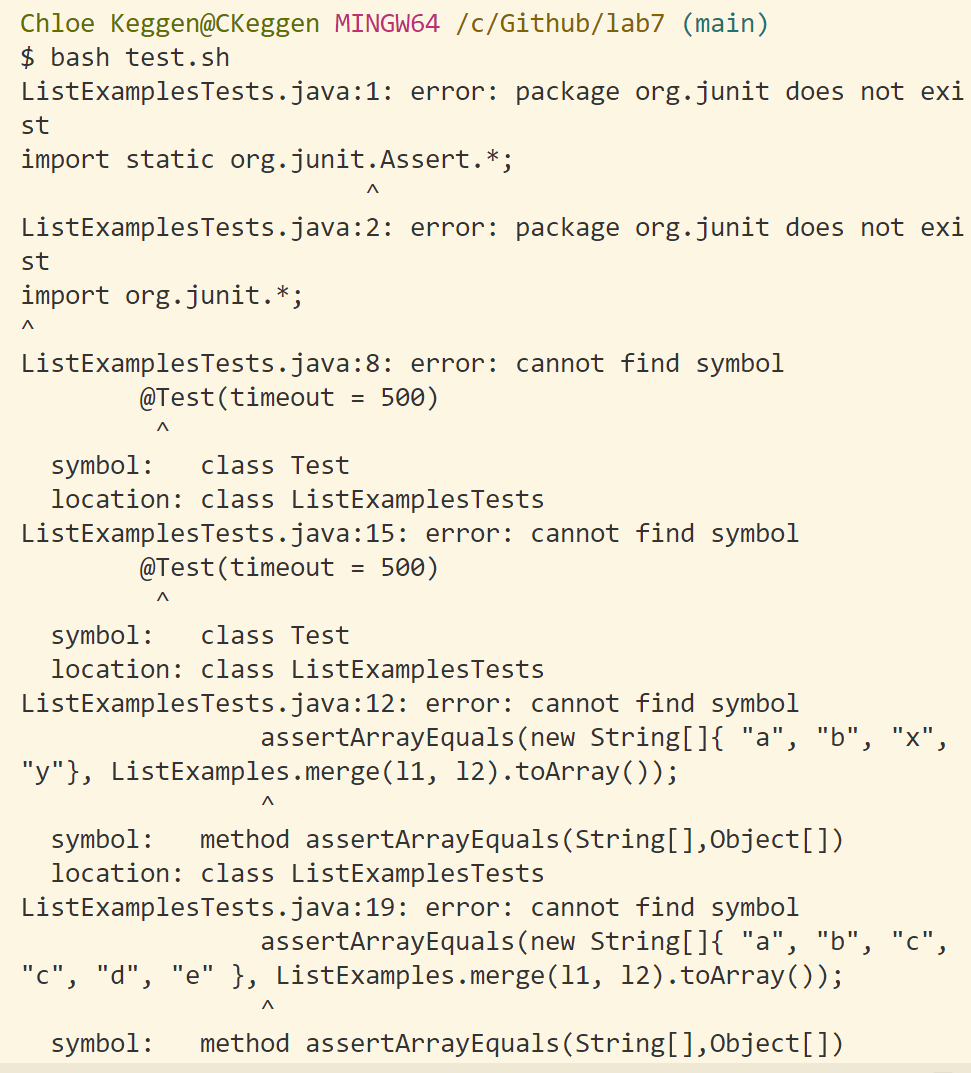 Chloe Keggen@CKeggen MINGW64 /c/Github/lab7 (main)
$ bash test.sh
ListExamplesTests.java:1: error: package org.junit does not exi
st
import static org.junit.Assert.*;
                       ^
ListExamplesTests.java:2: error: package org.junit does not exi
st
import org.junit.*;
^
ListExamplesTests.java:8: error: cannot find symbol
        @Test(timeout = 500)
         ^
  symbol:   class Test
  location: class ListExamplesTests
ListExamplesTests.java:15: error: cannot find symbol
        @Test(timeout = 500)
         ^
  symbol:   class Test
  location: class ListExamplesTests
ListExamplesTests.java:12: error: cannot find symbol
                assertArrayEquals(new String[]{ "a", "b", "x",
"y"}, ListExamples.merge(l1, l2).toArray());
                ^
  symbol:   method assertArrayEquals(String[],Object[])
  location: class ListExamplesTests
ListExamplesTests.java:19: error: cannot find symbol
                assertArrayEquals(new String[]{ "a", "b", "c",
"c", "d", "e" }, ListExamples.merge(l1, l2).toArray());
                ^
  symbol:   method assertArrayEquals(String[],Object[])